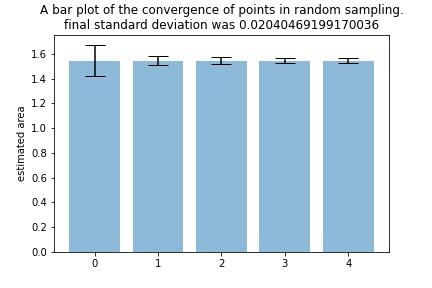 A bar plot of the convergence of points in random sampling.
final standard deviation was 0.02040469199170036
estimated area
1.6
1.4
1.2
1.0
0.8
0.6
0.4
0.2
0.0
0 1 2 3 4